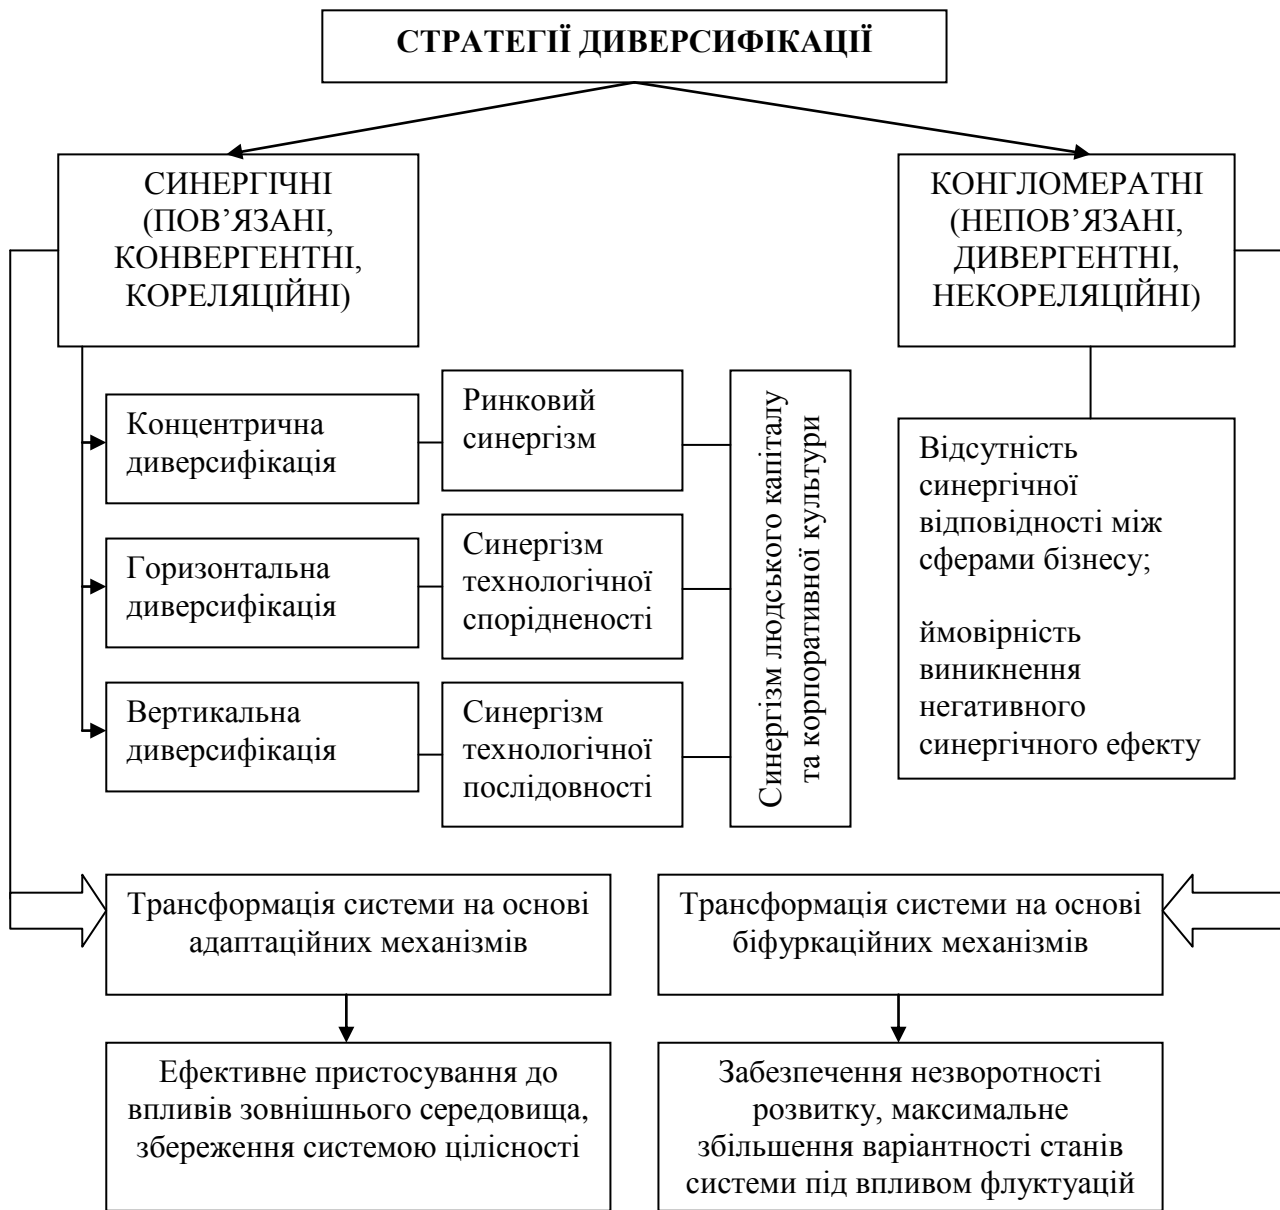 СТРАТЕГІЇ ДИВЕРСИФІКАЦІЇ
СИНЕРГІЧНІ
(ПОВ’ЯЗАНІ,
КОНВЕРГЕНТНІ,
КОРЕЛЯЦІЙНІ)
КОНГЛОМЕРАТНІ
(НЕПОВ’ЯЗАНІ,
ДИВЕРГЕНТНІ,
НЕКОРЕЛЯЦІЙНІ)
Концентрична
диверсифікація
Ринковий
синергізм
Горизонтальна
диверсифікація
Синергізм
технологічної
спорідненості
Вертикальна
диверсифікація
Синергізм
технологічної
послідовності
Синергізм людського капіталу
та корпоративної культури
Відсутність
синергічної
відповідності між
сферами бізнесу;
ймовірність
виникнення
негативного
синергічного ефекту
Трансформація системи на основі
адаптаційних механізмів
Трансформація системи на основі
біфуркаційних механізмів
Ефективне пристосування до
впливів зовнішнього середовища,
збереження системою цілісності
Забезпечення незворотності
розвитку, максимальне
збільшення варіантності станів
системи під впливом флуктуацій